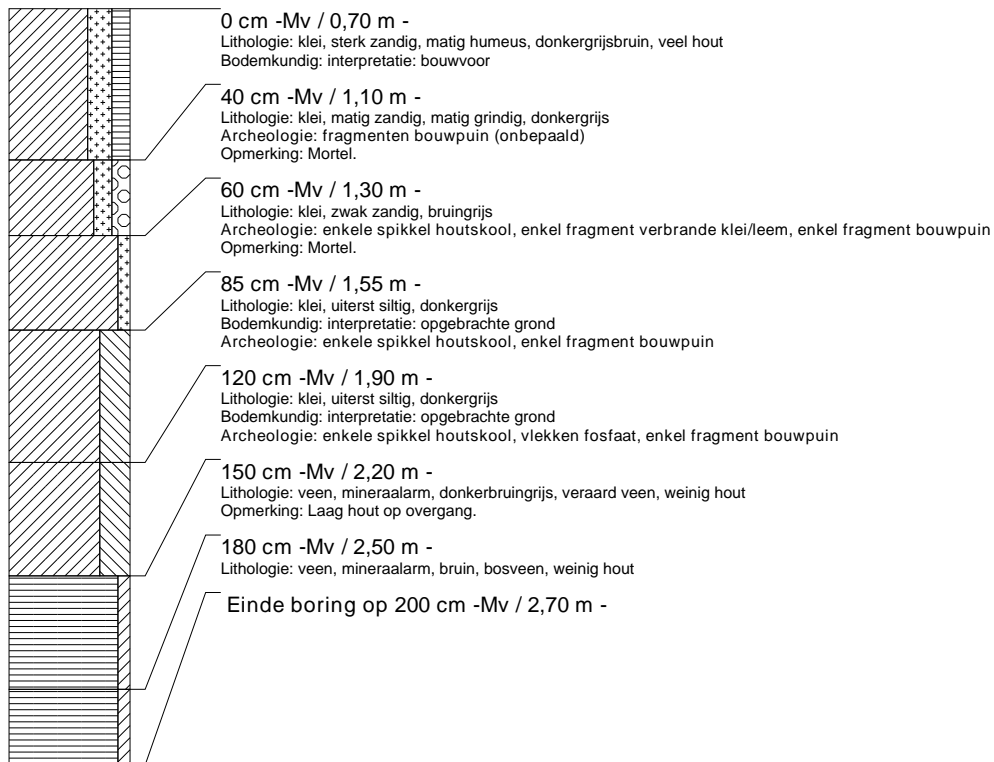 0 cm -Mv / 0,70 m -
Lithologie: klei, sterk zandig, matig humeus, donkergrijsbruin, veel hout
Bodemkundig: interpretatie: bouwvoor
40 cm -Mv / 1,10 m -
Lithologie: klei, matig zandig, matig grindig, donkergrijs
Archeologie: fragmenten bouwpuin (onbepaald)
Opmerking: Mortel.
60 cm -Mv / 1,30 m -
Lithologie: klei, zwak zandig, bruingrijs
Archeologie: enkele spikkel houtskool, enkel fragment verbrande klei/leem, enkel fragment bouwpuin
Opmerking: Mortel.
85 cm -Mv / 1,55 m -
Lithologie: klei, uiterst siltig, donkergrijs
Bodemkundig: interpretatie: opgebrachte grond
Archeologie: enkele spikkel houtskool, enkel fragment bouwpuin
120 cm -Mv / 1,90 m -
Lithologie: klei, uiterst siltig, donkergrijs
Bodemkundig: interpretatie: opgebrachte grond
Archeologie: enkele spikkel houtskool, vlekken fosfaat, enkel fragment bouwpuin
150 cm -Mv / 2,20 m -
Lithologie: veen, mineraalarm, donkerbruingrijs, veraard veen, weinig hout
Opmerking: Laag hout op overgang.
180 cm -Mv / 2,50 m -
Lithologie: veen, mineraalarm, bruin, bosveen, weinig hout
Einde boring op 200 cm -Mv / 2,70 m -